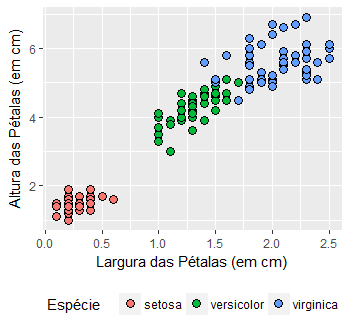 Altura das Pétalas (em cm)
6
4
2
0.0 0.5 1.0 1.5 2.0 2.5
Largura das Pétalas (em cm)
Espécie setosa versicolor virginica